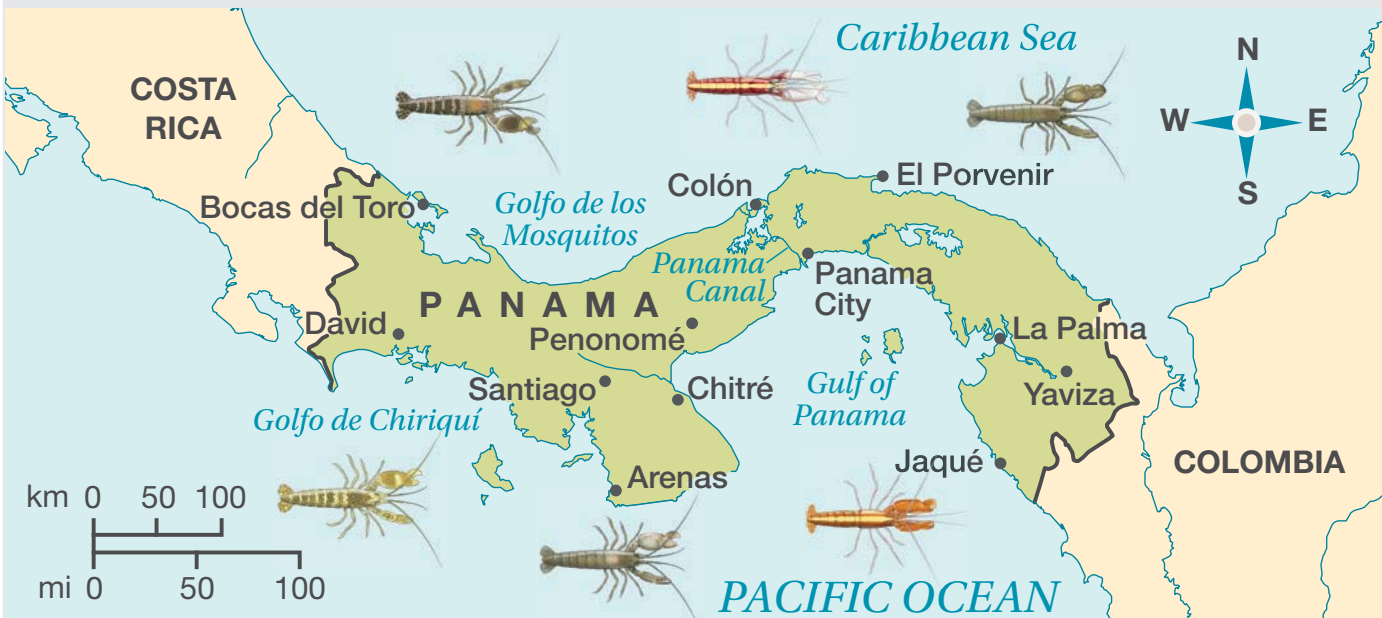 Caribbean Sea
COSTA
RICA
N
W E
S
Bocas del Toro
Golfo de los
Mosquitos
Colón
El Porvenir
Panama
Canal
Panama
City
PANAMA
David
Penonomé
La Palma
Santiago
Chitré
Gulf of
Panama
Yaviza
Golfo de Chiriquí
Arenas
Jaqué
COLOMBIA
km 0 50 100
mi 0 50 100
PACIFIC OCEAN